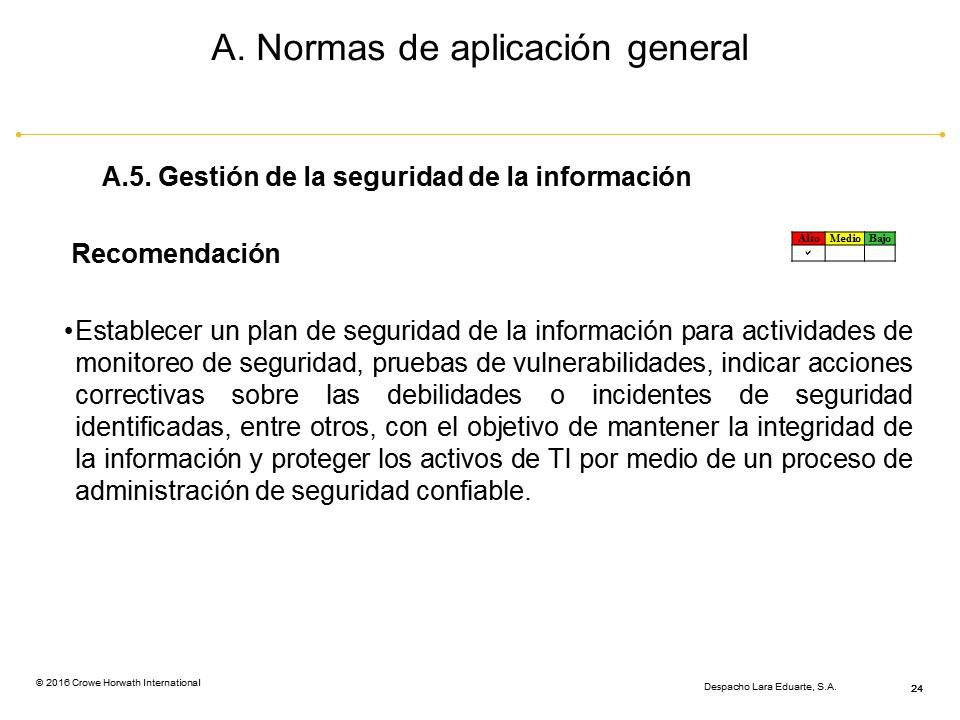 A. Normas de aplicación general
A.5. Gestión de la seguridad de la información
Recomendación
Alto Medio Bajo
✓
•Establecer un plan de seguridad de la información para actividades de
monitoreo de seguridad, pruebas de vulnerabilidades, indicar acciones
correctivas sobre las debilidades o incidentes de seguridad
identificadas, entre otros, con el objetivo de mantener la integridad de
la información y proteger los activos de TI por medio de un proceso de
administración de seguridad confiable.
© 2016 Crowe Horwath International
Despacho Lara Eduarte, S.A.
24